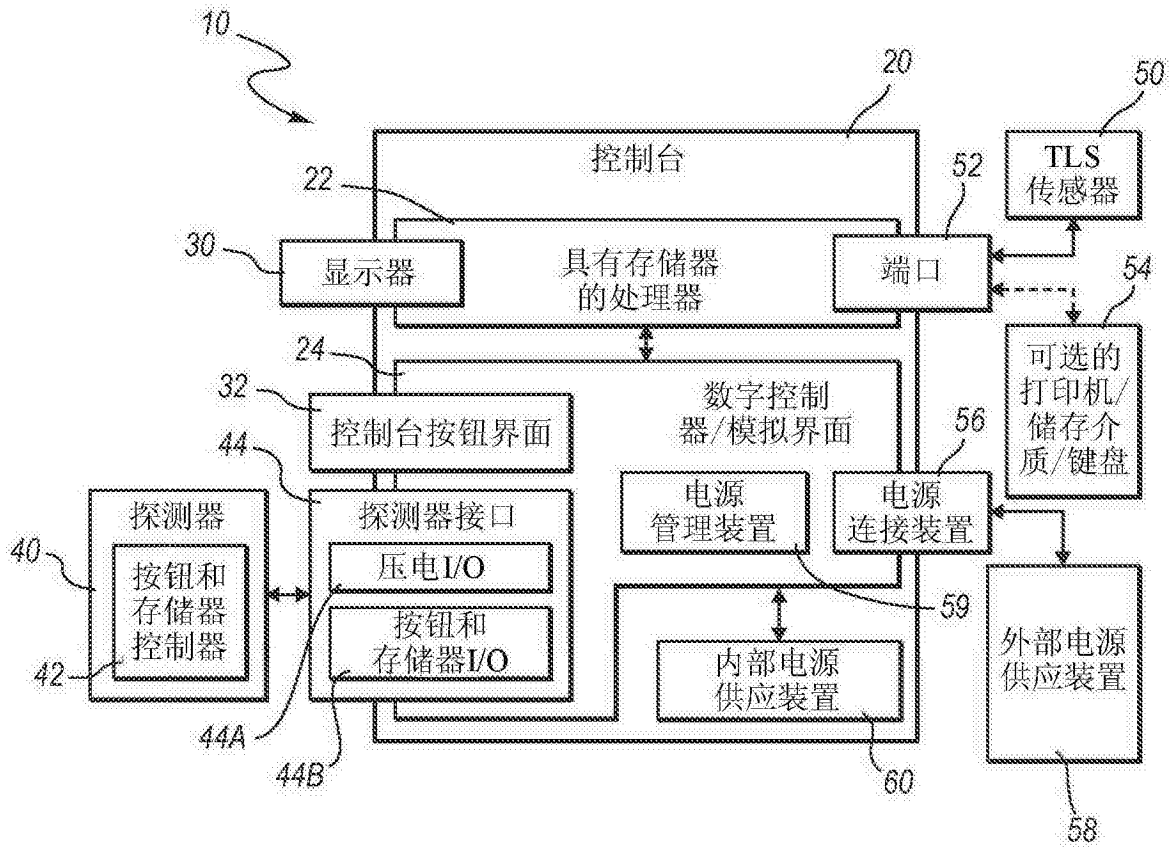 10
20
50
控制台
TLS
传感器
22
52
30
显示器
具有存储器
的处理器
端口
54
24
可选的
打印机/
储存介
质/键盘
32
控制台按钮界面
数字控制
器/模拟界面
56
44
探测器
探测器接口
电源
管理装置
电源
连接装置
40
按钮和
存储器
控制器
42
压电I/O
59
按钮和
存储器I/O
内部电源
供应装置
外部电源
供应装置
44A
44B
60
58